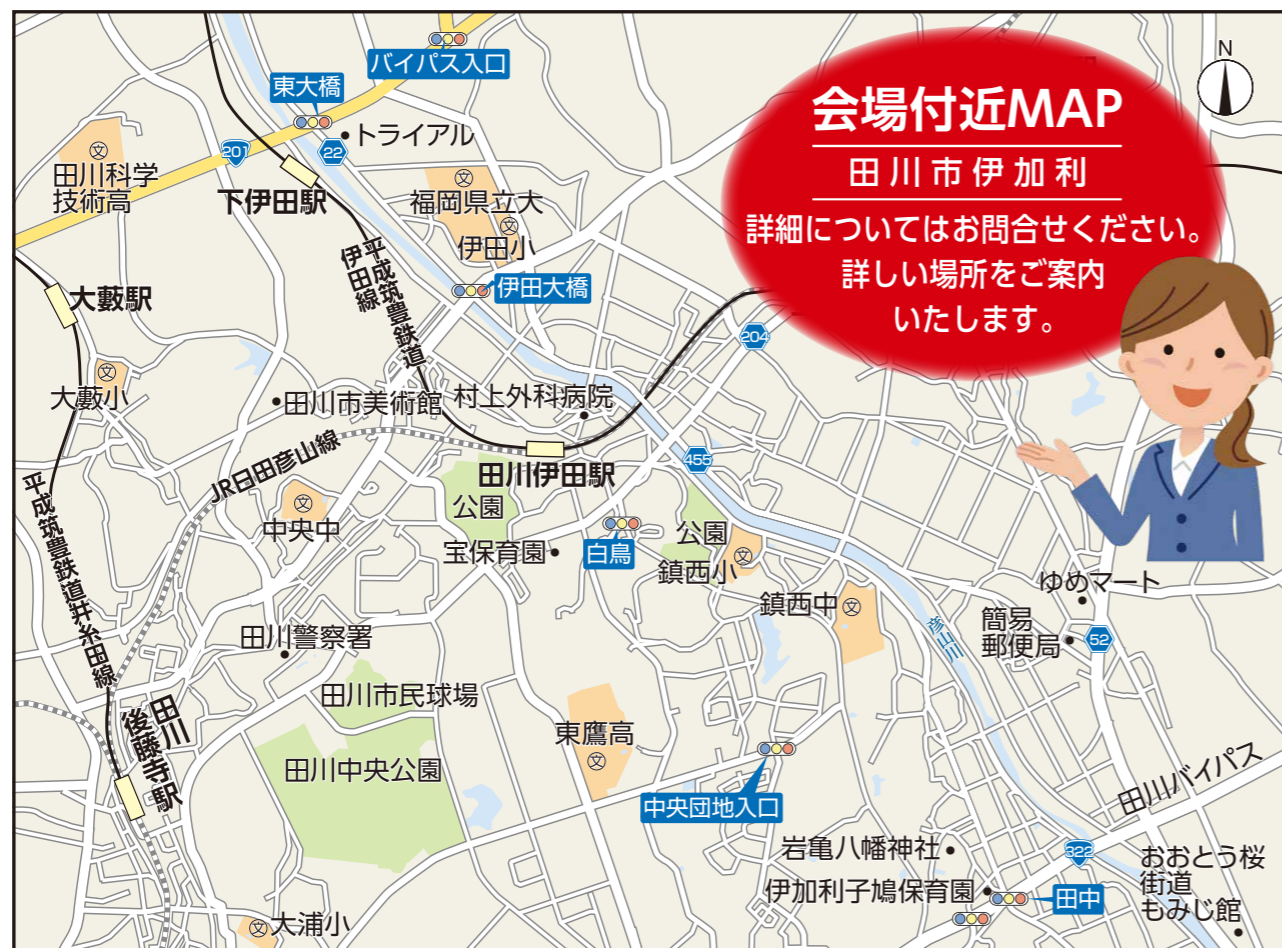 バイパス入口
東大橋
トライアル
N
会場付近MAP
田川市伊加利
詳細についてはお問合せください。
詳しい場所をご案内
いたします。
田川科学
技術高
文
201
22
下伊田駅
文
福岡県立大
文
伊田小
平成筑豊鉄道
伊田線
伊田大橋
大藪駅
204
文
大藪小
田川市美術館
村上外科病院
JR日田彦山線
田川伊田駅
455
平成筑豊鉄道井糸田線
文
中央中
公園
宝保育園
白鳥
公園
文
鎮西小
鎮西中
文
ゆめマート
簡易
郵便局
52
彦山川
田川警察署
田川市民球場
田川
後藤寺駅
田川中央公園
東鷹高
文
中央団地入口
田川バイパス
岩亀八幡神社
322
伊加利子鳩保育園
田中
おおとう桜
街道
もみじ館
文
大浦小